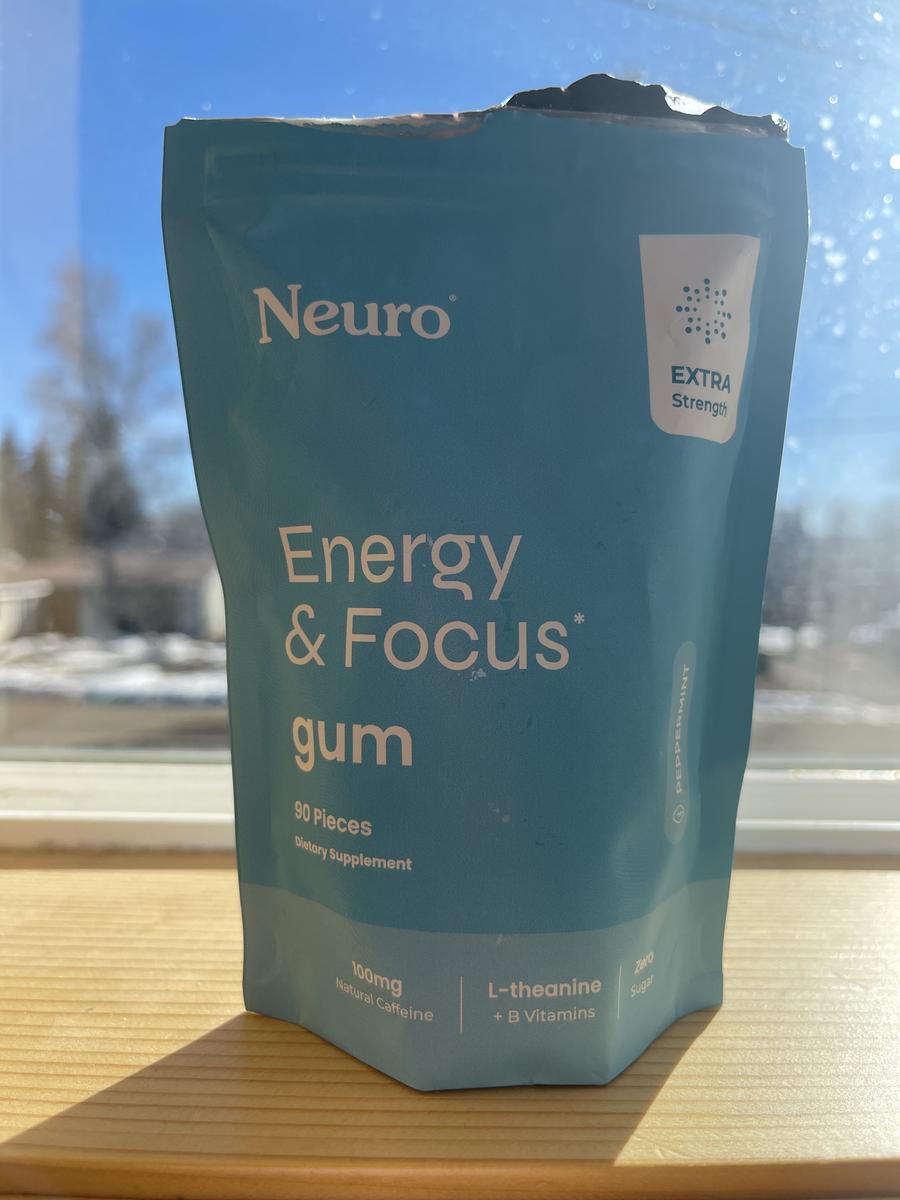 Neuro®
EXTRA
Strength
Energy
& Focus*
gum
PEPPERMINT
90 Pieces
Dietary Supplement
100mg
Natural Caffeine
L-theanine
+ B Vitamins
Zero
Sugar